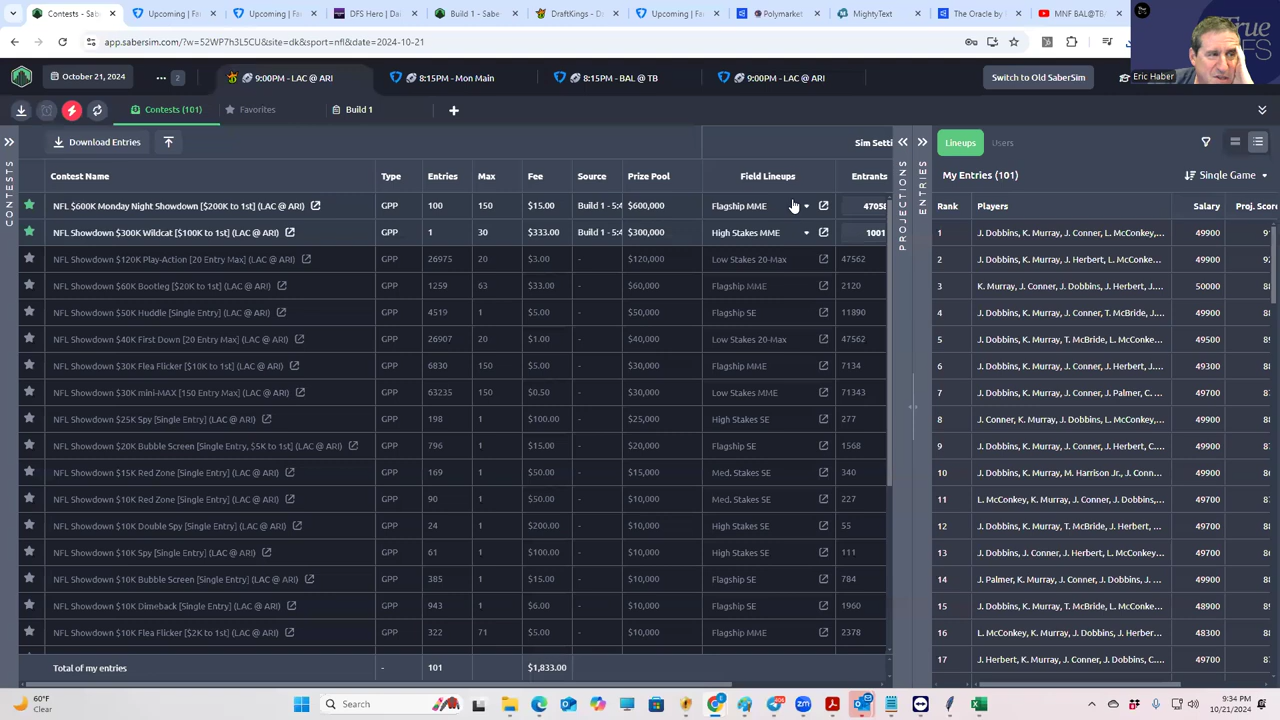 Contests - Sabe
Upcoming | Fa
Upcoming | Fan
DFS Hero | Dai
Build 1 - Sabe
DraftKings - D
Upcoming | Fa
Polymarket
MightyText
The Oracle by
MNF BAL@TB
True
app.sabersim.com/?w=52WP7h3L5CU&site=dk&sport=nfl&date=2024-10-21
Eric Haber
October 21, 2024
2
9:00PM - LAC @ ARI
8:15PM - Mon Main
8:15PM - BAL @ TB
9:00PM - LAC @ ARI
Switch to Old SaberSim
Contests (101)
Favorites
Build 1
Download Entries
Sim Setti
Lineups
Users
CONTESTS
PROJECTIONS
ENTRIES
Contest Name Type Entries Max Fee Source Prize Pool Field Lineups Entrants
NFL $600K Monday Night Showdown [$200K to 1st] (LAC @ ARI) GPP 100 150 $15.00 Build 1 - 5:4 $600,000 Flagship MME 47058
NFL Showdown $300K Wildcat [$100K to 1st] (LAC @ ARI) GPP 1 30 $333.00 Build 1 - 5:4 $300,000 High Stakes MME 1001
NFL Showdown $120K Play-Action [20 Entry Max] (LAC @ ARI) GPP 26975 20 $3.00 - $120,000 Low Stakes 20-Max 47562
NFL Showdown $60K Bootleg [$20K to 1st] (LAC @ ARI) GPP 1259 63 $33.00 - $60,000 Flagship MME 2120
NFL Showdown $50K Huddle [Single Entry] (LAC @ ARI) GPP 4519 1 $5.00 - $50,000 Flagship SE 11890
NFL Showdown $40K First Down [20 Entry Max] (LAC @ ARI) GPP 26907 20 $1.00 - $40,000 Low Stakes 20-Max 47562
NFL Showdown $30K Flea Flicker [$10K to 1st] (LAC @ ARI) GPP 6830 150 $5.00 - $30,000 Flagship MME 7134
NFL Showdown $30K mini-MAX [150 Entry Max] (LAC @ ARI) GPP 63235 150 $0.50 - $30,000 Low Stakes MME 71343
NFL Showdown $25K Spy [Single Entry] (LAC @ ARI) GPP 198 1 $100.00 - $25,000 High Stakes SE 277
NFL Showdown $20K Bubble Screen [Single Entry, $5K to 1st] (LAC @ ARI) GPP 796 1 $15.00 - $20,000 Flagship SE 1568
NFL Showdown $15K Red Zone [Single Entry] (LAC @ ARI) GPP 169 1 $50.00 - $15,000 Med. Stakes SE 340
NFL Showdown $10K Red Zone [Single Entry] (LAC @ ARI) GPP 90 1 $50.00 - $10,000 Med. Stakes SE 227
NFL Showdown $10K Double Spy [Single Entry] (LAC @ ARI) GPP 24 1 $200.00 - $10,000 High Stakes SE 55
NFL Showdown $10K Spy [Single Entry] (LAC @ ARI) GPP 61 1 $100.00 - $10,000 High Stakes SE 111
NFL Showdown $10K Bubble Screen [Single Entry] (LAC @ ARI) GPP 385 1 $15.00 - $10,000 Flagship SE 784
NFL Showdown $10K Dimeback [Single Entry] (LAC @ ARI) GPP 943 1 $6.00 - $10,000 Flagship SE 1960
NFL Showdown $10K Flea Flicker [$2K to 1st] (LAC @ ARI) GPP 322 71 $5.00 - $10,000 Flagship MME 2378
Total of my entries - 101 $1,833.00
My Entries (101)
Single Game
Rank Players Salary Proj. Score
1 J. Dobbins, K. Murray, J. Conner, L. McConkey,... 49900
2 J. Dobbins, K. Murray, J. Herbert, L. McConke... 49900
3 K. Murray, J. Conner, J. Dobbins, J. Herbert, ... 50000
4 J. Dobbins, K. Murray, J. Conner, T. McBride, J.... 49900
5 J. Dobbins, K. Murray, T. McBride, L. McConke... 49500
6 J. Dobbins, K. Murray, J. Conner, J. Herbert, L.... 49300
7 J. Dobbins, K. Murray, J. Conner, J. Palmer, C. ... 49700
8 J. Conner, K. Murray, J. Dobbins, L. McConkey... 49900
9 J. Dobbins, K. Murray, J. Conner, J. Herbert, C.... 49700
10 J. Dobbins, K. Murray, M. Harrison Jr., J. Conn... 49900
11 L. McConkey, K. Murray, J. Conner, J. Dobbins,... 49700
12 J. Dobbins, K. Murray, T. McBride, J. Herbert, ... 49700
13 J. Dobbins, J. Conner, J. Herbert, L. McConkey... 49700
14 J. Palmer, K. Murray, J. Conner, J. Dobbins, J. ... 49900
15 J. Dobbins, K. Murray, T. McBride, L. McConke... 48900
16 L. McConkey, K. Murray, J. Dobbins, J. Herber... 48300
17 J. Herbert, K. Murray, J. Conner, J. Dobbins, C.... 49700
60°F
Clear
Search
9:34 PM
10/21/2024